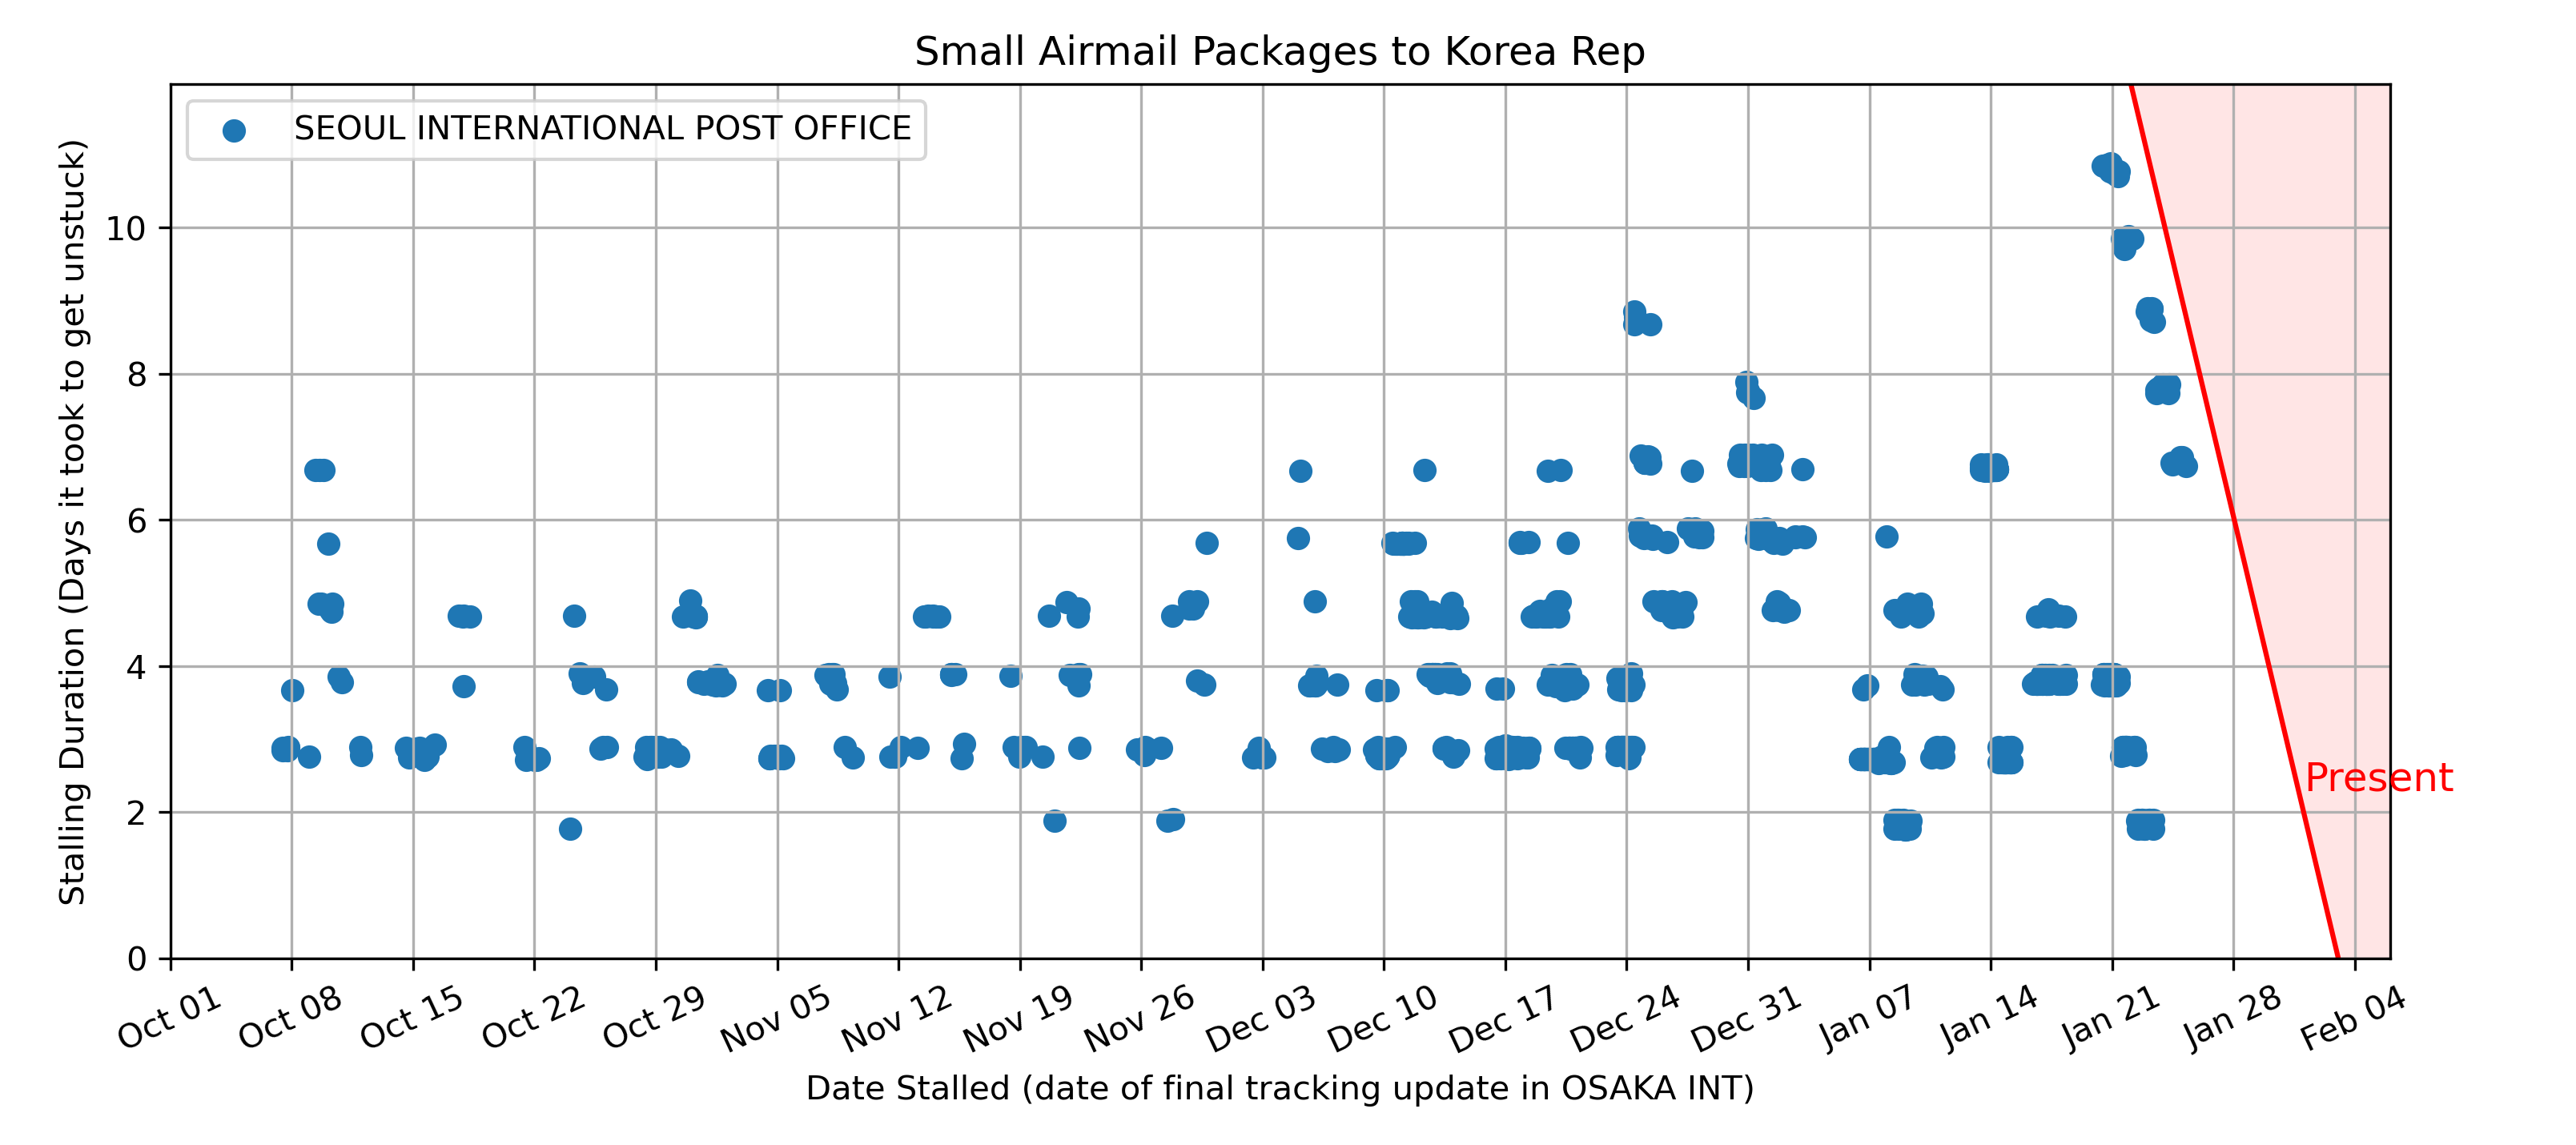 Small Airmail Packages to Korea Rep
SEOUL INTERNATIONAL POST OFFICE
Stalling Duration (Days it took to get unstuck)
10
8
6
4
2
0
Present
Oct 01
Oct 08
Oct 15
Oct 22
Oct 29
Nov 05
Nov 12
Nov 19
Nov 26
Dec 03
Dec 10
Dec 17
Dec 24
Dec 31
Jan 07
Jan 14
Jan 21
Jan 28
Feb 04
Date Stalled (date of final tracking update in OSAKA INT)